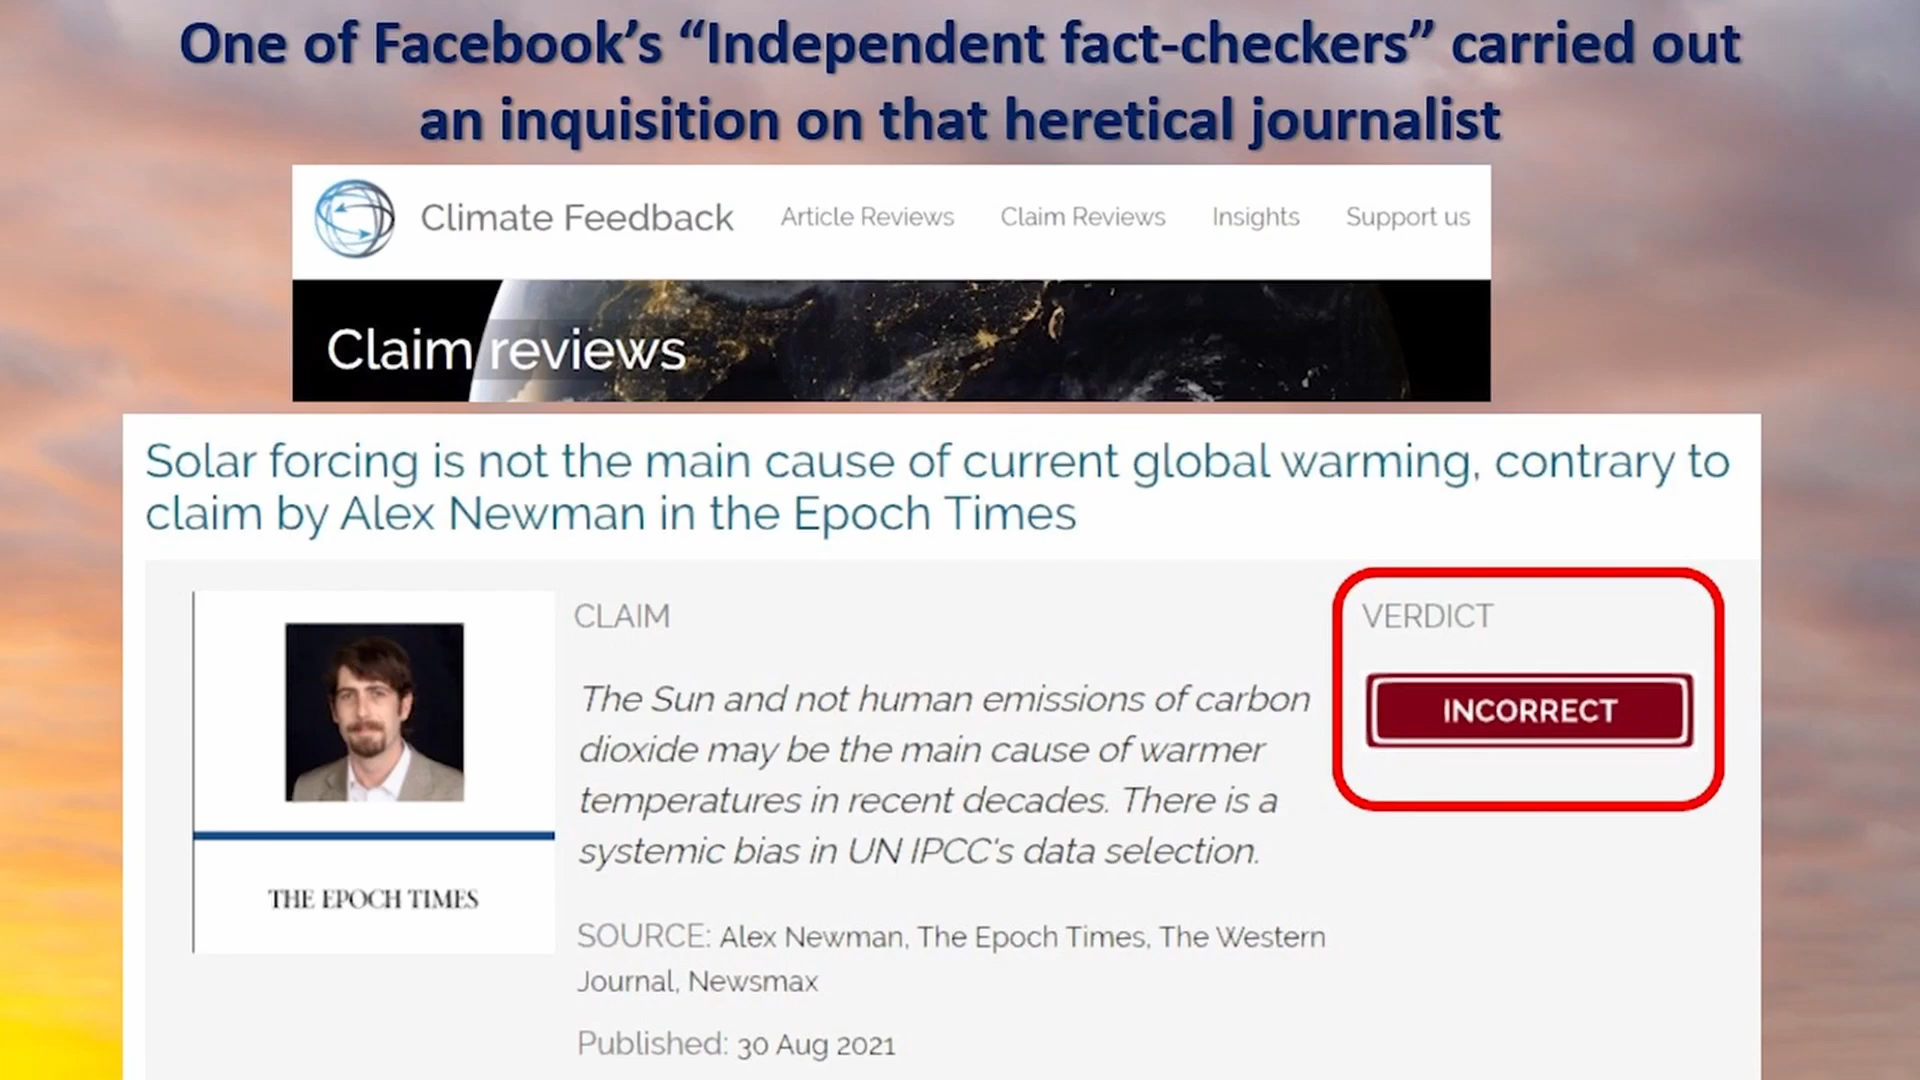 One of Facebook’s “Independent fact-checkers” carried out
an inquisition on that heretical journalist
Climate Feedback Article Reviews Claim Reviews Insights Support us
Claim reviews
Solar forcing is not the main cause of current global warming, contrary to
claim by Alex Newman in the Epoch Times
CLAIM
The Sun and not human emissions of carbon
dioxide may be the main cause of warmer
temperatures in recent decades. There is a
systemic bias in UN IPCC's data selection.
VERDICT
INCORRECT
THE EPOCH TIMES
SOURCE: Alex Newman, The Epoch Times, The Western
Journal, Newsmax
Published: 30 Aug 2021